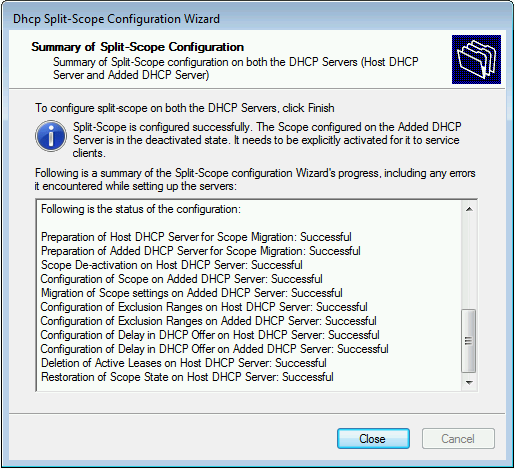 Dhcp Split-Scope Configuration Wizard
Summary of Split-Scope Configuration
Summary of Split-Scope configuration on both the DHCP Servers (Host DHCP
Server and Added DHCP Server)
To configure split-scope on both the DHCP Servers, click Finish
Split-Scope is configured successfully. The Scope configured on the Added DHCP
Server is in the deactivated state. It needs to be explicitly activated for it to service
clients.
Following is a summary of the Split-Scope configuration Wizard's progress, including any errors
it encountered while setting up the servers:
Following is the status of the configuration:
Preparation of Host DHCP Server for Scope Migration: Successful
Preparation of Added DHCP Server for Scope Migration: Successful
Scope De-activation on Host DHCP Server: Successful
Configuration of Scope on Added DHCP Server: Successful
Migration of Scope settings on Added DHCP Server: Successful
Configuration of Exclusion Ranges on Host DHCP Server: Successful
Configuration of Exclusion Ranges on Added DHCP Server: Successful
Configuration of Delay in DHCP Offer on Host DHCP Server: Successful
Configuration of Delay in DHCP Offer on Added DHCP Server: Successful
Deletion of Active Leases on Host DHCP Server: Successful
Restoration of Scope State on Host DHCP Server: Successful
Close
Cancel